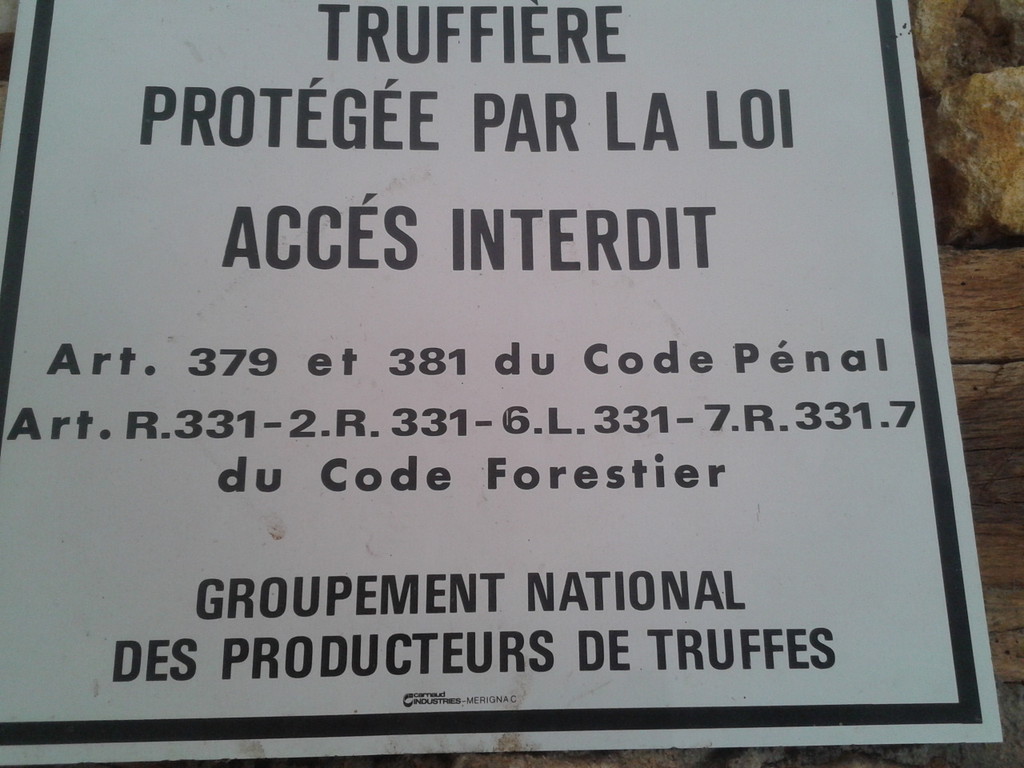 TRUFFIÈRE
PROTÉGÉE PAR LA LOI
ACCÉS INTERDIT
Art. 379 et 381 du Code Pénal
Art. R.331-2.R. 331-6.L. 331-7.R. 331.7
du Code Forestier
GROUPEMENT NATIONAL
DES PRODUCTEURS DE TRUFFES
carnaud
INDUSTRIES-MERIGNAC